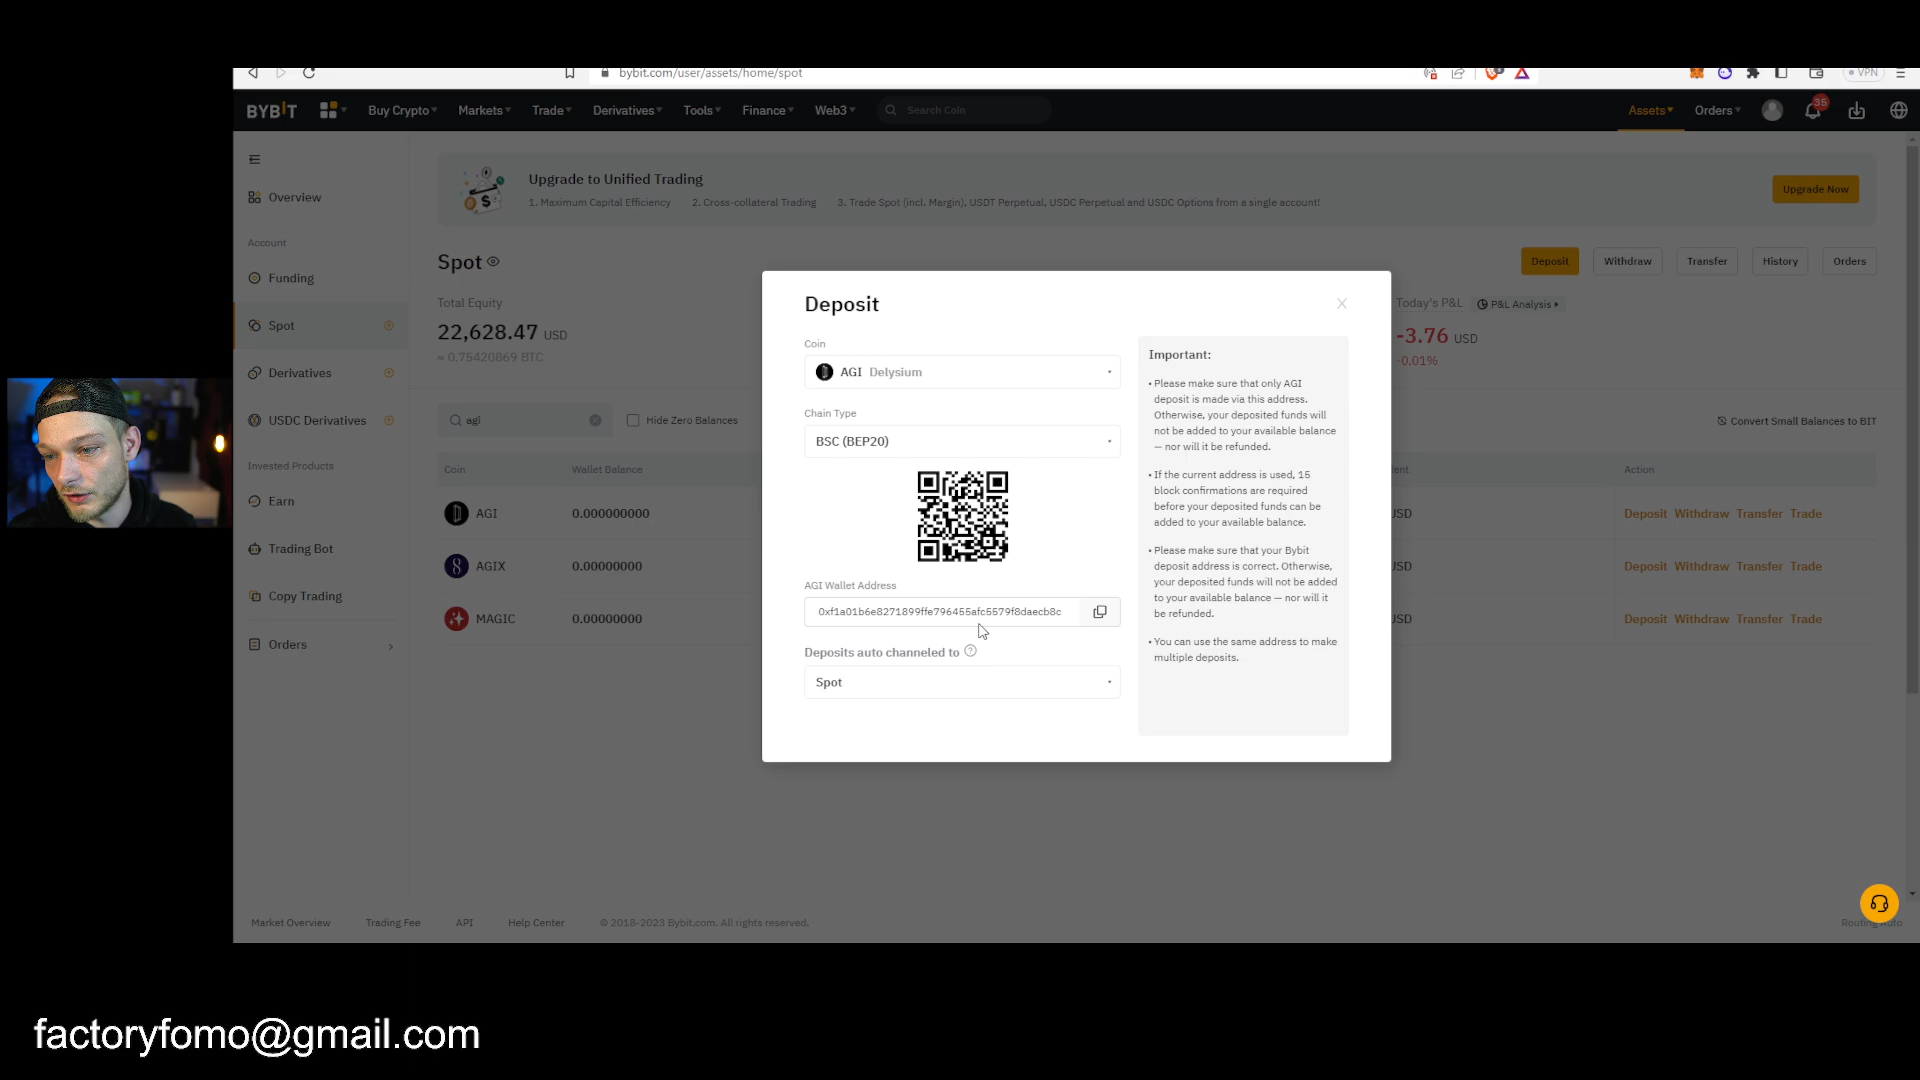 bybit.com/user/assets/home/spot
VPN
BYBIT
Buy Crypto
Markets
Trade
Derivatives
Tools
Finance
Web3
Search Coin
Assets
Orders
35
Overview
Account
Funding
Spot
Derivatives
USDC Derivatives
Invested Products
Earn
Trading Bot
Copy Trading
Orders
Upgrade to Unified Trading
1. Maximum Capital Efficiency 2. Cross-collateral Trading 3. Trade Spot (incl. Margin), USDT Perpetual, USDC Perpetual and USDC Options from a single account!
Upgrade Now
Spot
Deposit
Withdraw
Transfer
History
Orders
Total Equity
22,628.47 USD
≈ 0.75420869 BTC
Today's P&L
P&L Analysis
-3.76 USD
-0.01%
agi
Hide Zero Balances
Convert Small Balances to BIT
Coin Wallet Balance
Action
AGI 0.000000000
Deposit Withdraw Transfer Trade
AGIX 0.00000000
Deposit Withdraw Transfer Trade
MAGIC 0.00000000
Deposit Withdraw Transfer Trade
Deposit
Coin
AGI Delysium
Chain Type
BSC (BEP20)
AGI Wallet Address
0xf1a01b6e8271899ffe796455afc5579f8daecb8c
Deposits auto channeled to
Spot
Important:
• Please make sure that only AGI
deposit is made via this address.
Otherwise, your deposited funds will
not be added to your available balance
— nor will it be refunded.
• If the current address is used, 15
block confirmations are required
before your deposited funds can be
added to your available balance.
• Please make sure that your Bybit
deposit address is correct. Otherwise,
your deposited funds will not be added
to your available balance — nor will it
be refunded.
• You can use the same address to make
multiple deposits.
Market Overview
Trading Fee
API
Help Center
© 2018-2023 Bybit.com. All rights reserved.
factoryfomo@gmail.com